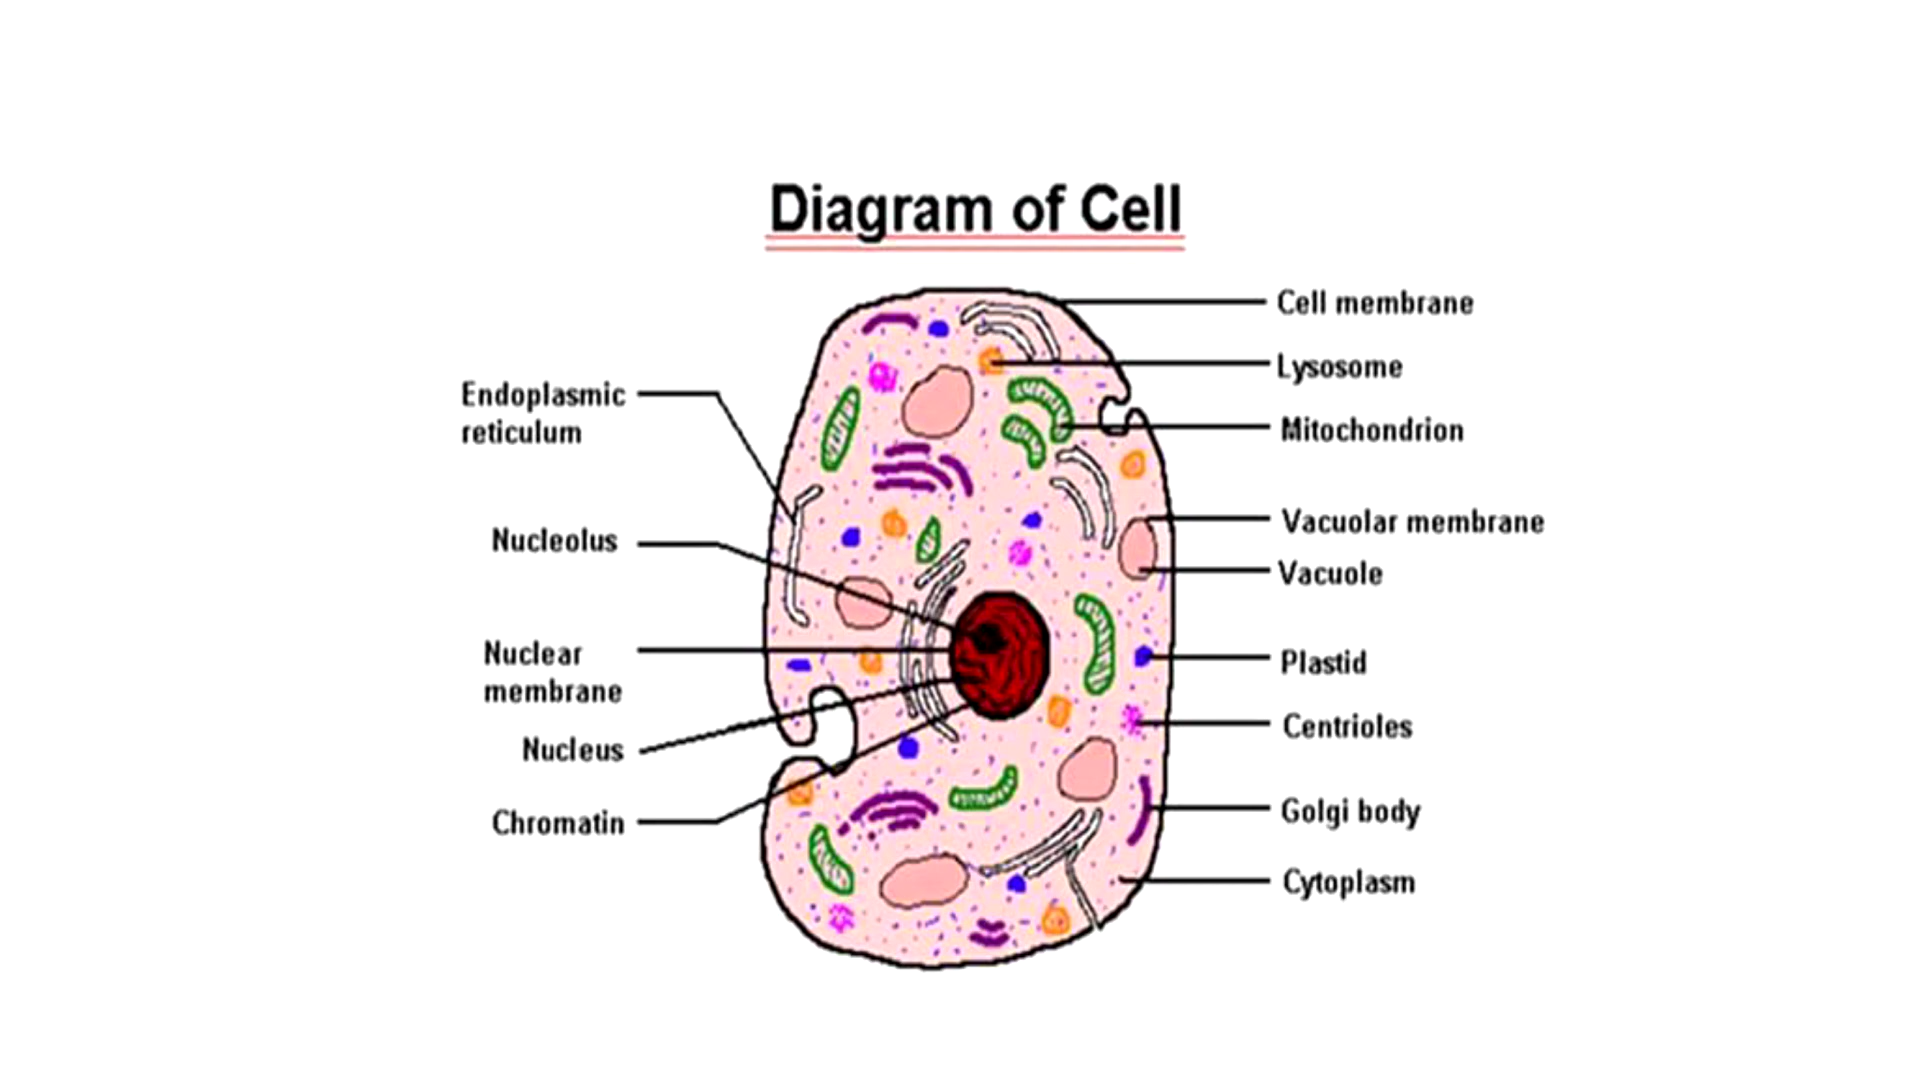 Diagram of Cell
Endoplasmic
reticulum
Nucleolus
Nuclear
membrane
Nucleus
Chromatin
Cell membrane
Lysosome
Mitochondrion
Vacuolar membrane
Vacuole
Plastid
Centrioles
Golgi body
Cytoplasm